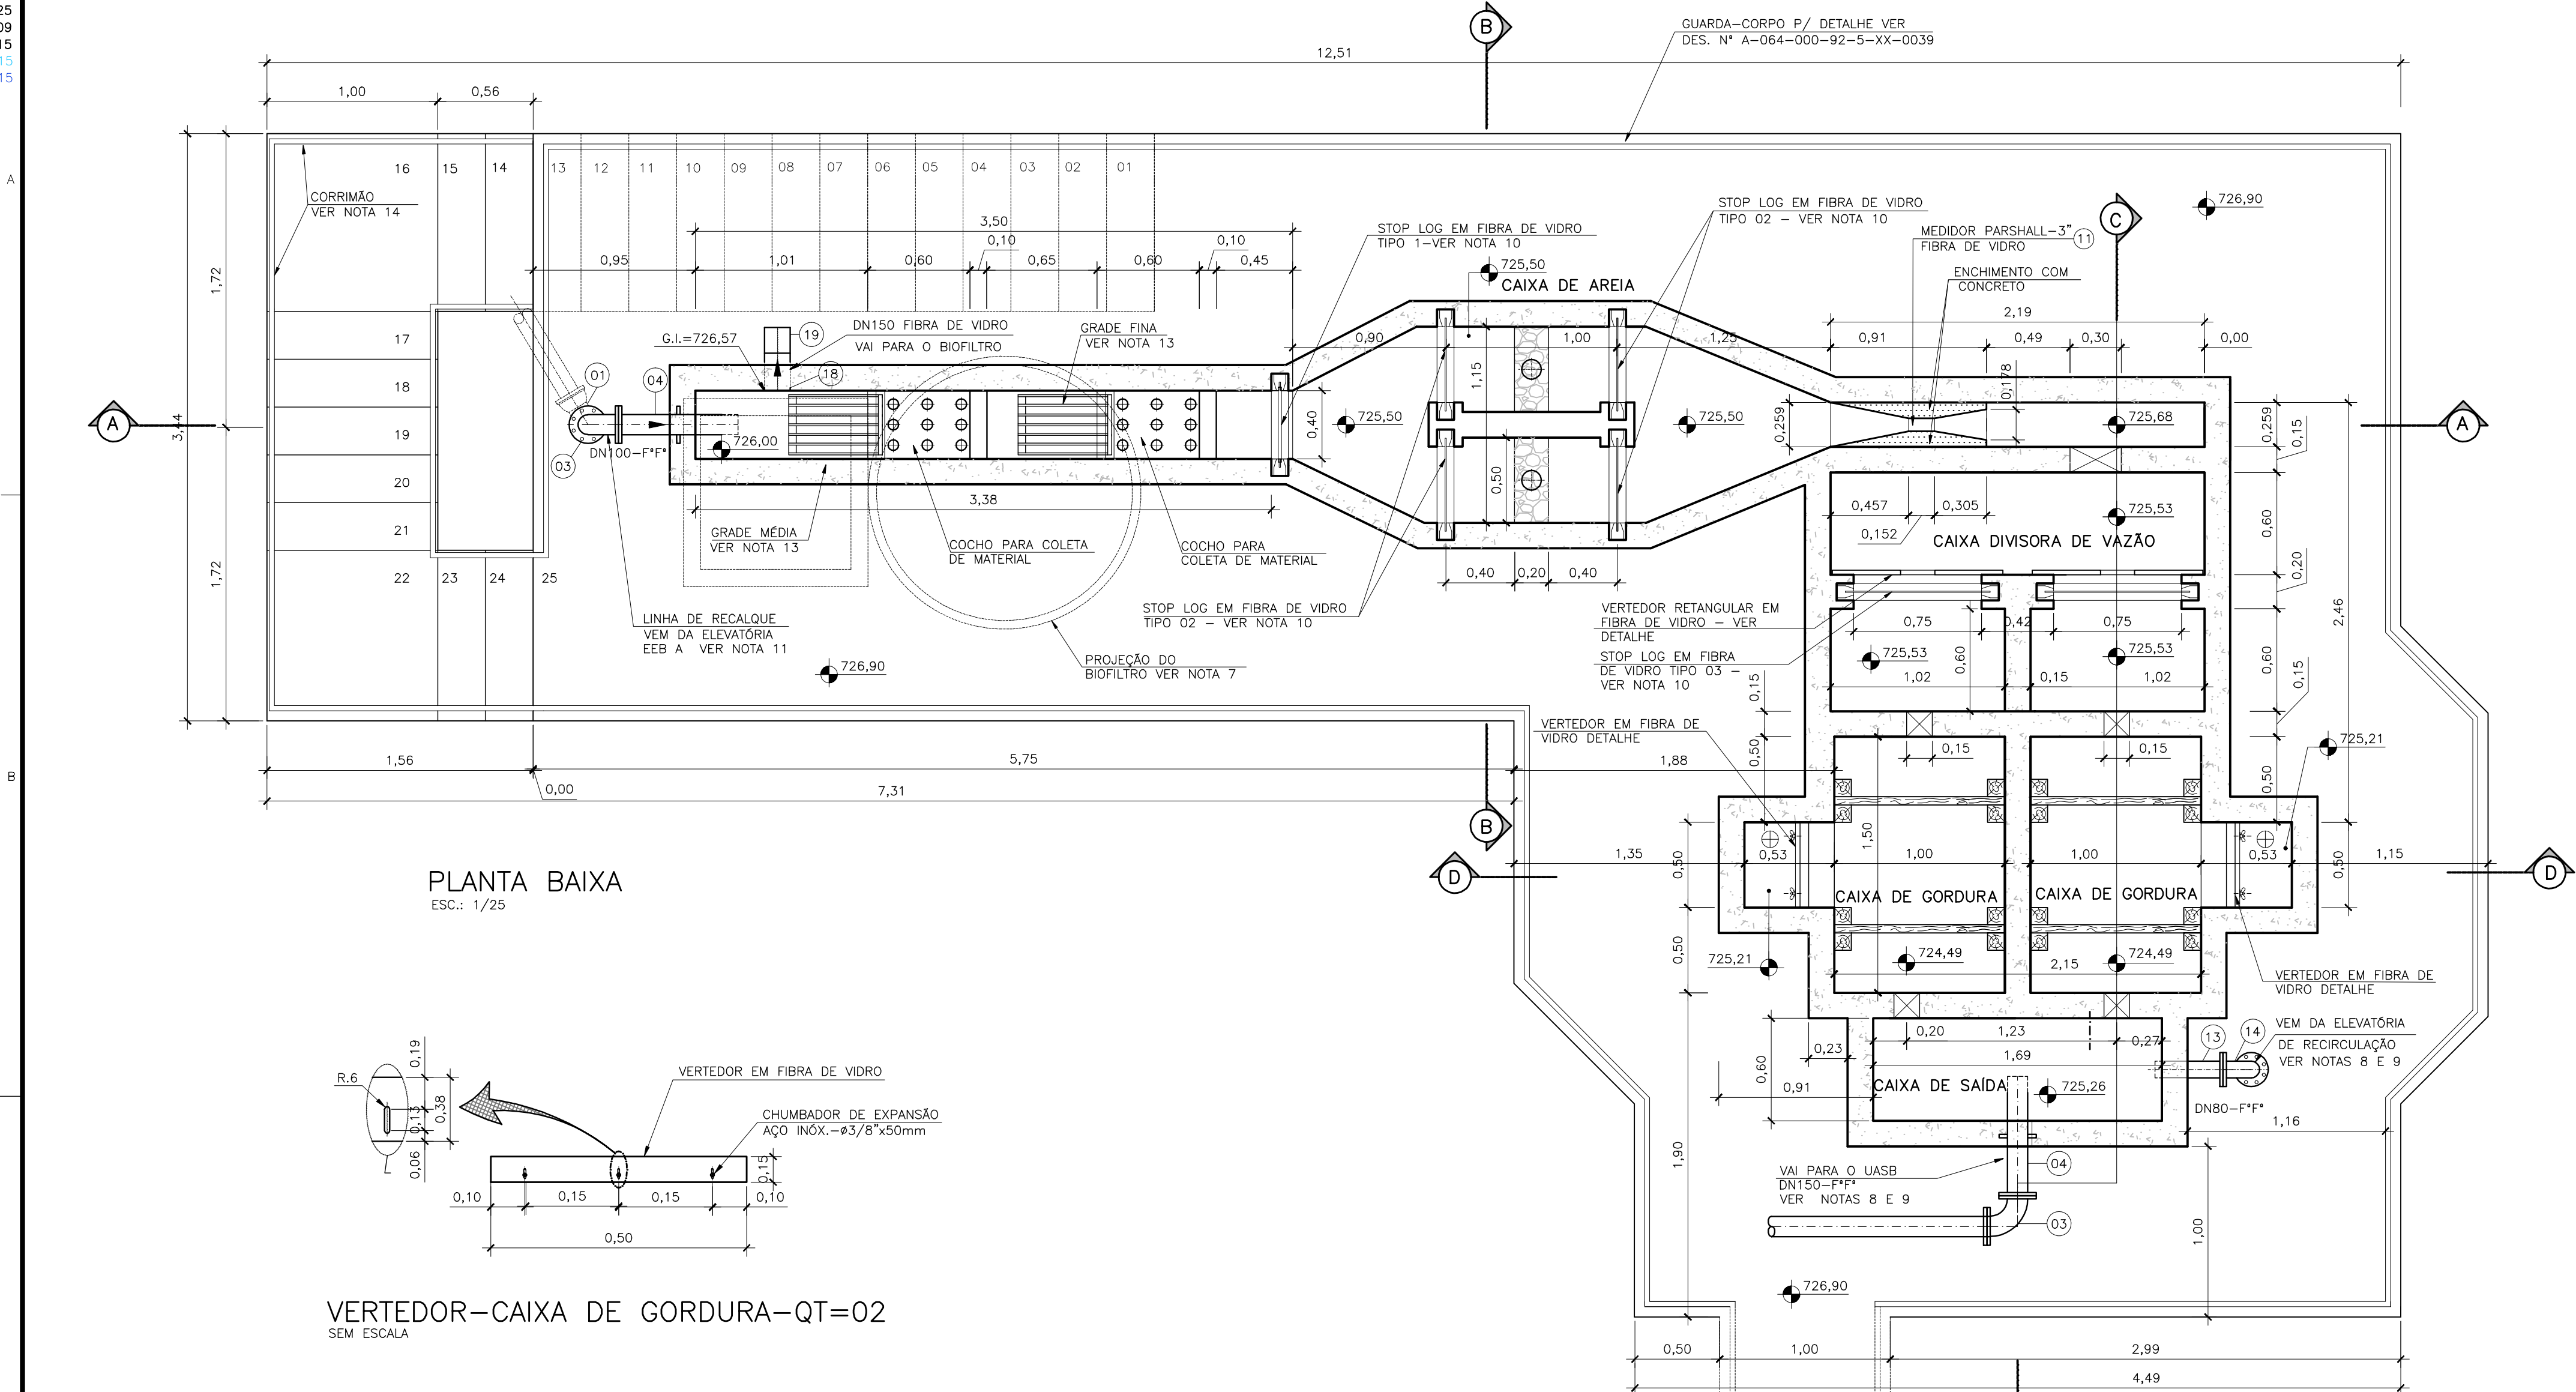 25
09
15
15
15
A
B
B
GUARDA-CORPO P/ DETALHE VER
DES. N° A-064-000-92-5-XX-0039
12,51
1,00
0,56
16
15
14
13
12
11
10
09
08
07
06
05
04
03
02
01
CORRIMÃO
VER NOTA 14
726,90
C
STOP LOG EM FIBRA DE VIDRO
TIPO 02 - VER NOTA 10
STOP LOG EM FIBRA DE VIDRO
TIPO 1-VER NOTA 10
MEDIDOR PARSHALL-3"
FIBRA DE VIDRO
11
ENCHIMENTO COM
CONCRETO
3,50
0,10
0,10
0,95
1,01
0,60
0,65
0,60
0,45
725,50
CAIXA DE AREIA
1,72
3,44
1,72
2,19
0,91
0,49
0,30
0,00
0,90
1,00
1,25
G.I.=726,57
19
DN150 FIBRA DE VIDRO
VAI PARA O BIOFILTRO
GRADE FINA
VER NOTA 13
18
17
18
19
20
21
22
23
24
25
01
04
03
DN100-F°F°
726,00
A
A
0,40
725,50
1,15
0,50
725,50
0,259
0,178
725,68
0,259
0,15
3,38
GRADE MÉDIA
VER NOTA 13
COCHO PARA COLETA
DE MATERIAL
COCHO PARA
COLETA DE MATERIAL
0,457
0,305
0,152
725,53
CAIXA DIVISORA DE VAZÃO
0,60
0,20
2,46
0,40
0,20
0,40
STOP LOG EM FIBRA DE VIDRO
TIPO 02 - VER NOTA 10
LINHA DE RECALQUE
VEM DA ELEVATÓRIA
EEB A VER NOTA 11
PROJEÇÃO DO
BIOFILTRO VER NOTA 7
726,90
VERTEDOR RETANGULAR EM
FIBRA DE VIDRO - VER
DETALHE
STOP LOG EM FIBRA
DE VIDRO TIPO 03 -
VER NOTA 10
0,75
0,42
0,75
725,53
0,60
725,53
0,60
1,02
0,15
1,02
0,15
0,15
VERTEDOR EM FIBRA DE
VIDRO DETALHE
0,50
0,15
0,15
725,21
0,50
1,56
5,75
1,88
0,00
7,31
B
1,50
1,35
0,53
1,00
1,00
0,53
1,15
0,50
0,50
D
D
CAIXA DE GORDURA
CAIXA DE GORDURA
PLANTA BAIXA
ESC.: 1/25
0,50
725,21
724,49
724,49
2,15
VERTEDOR EM FIBRA DE
VIDRO DETALHE
0,20
1,23
0,27
0,23
1,69
0,60
0,91
CAIXA DE SAÍDA
725,26
13
14
VEM DA ELEVATÓRIA
DE RECIRCULAÇÃO
VER NOTAS 8 E 9
DN80-F°F°
1,16
1,90
VAI PARA O UASB
DN150-F°F°
VER NOTAS 8 E 9
04
03
1,00
726,90
0,50
1,00
2,99
4,49
R.6
0,19
0,13
0,38
0,06
VERTEDOR EM FIBRA DE VIDRO
CHUMBADOR DE EXPANSÃO
AÇO INÓX.-ø3/8"x50mm
0,15
0,10
0,15
0,15
0,10
0,50
VERTEDOR-CAIXA DE GORDURA-QT=02
SEM ESCALA